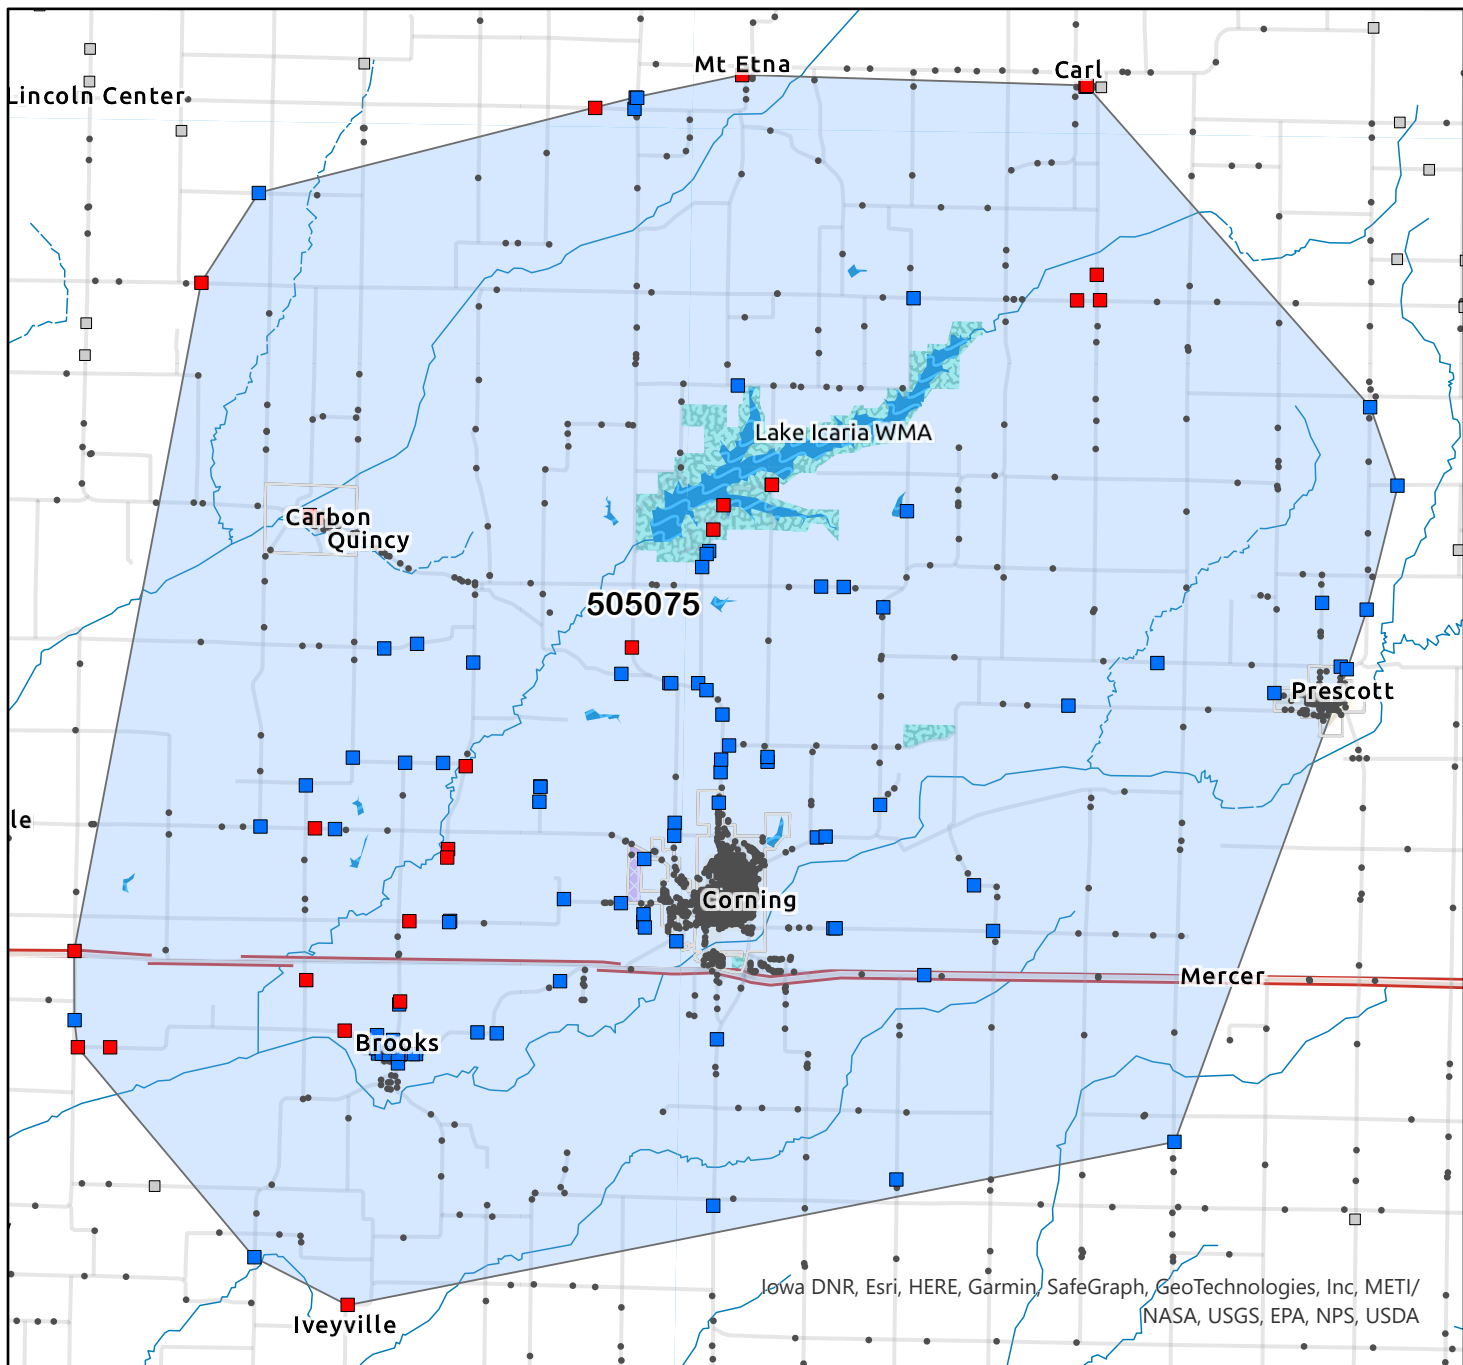 Mt Etna
Carl
Lincoln Center
Lake Icaria WMA
Carbon
Quincy
505075
Prescott
le
Corning
Mercer
Brooks
Iowa DNR, Esri, HERE, Garmin, SafeGraph, GeoTechnologies, Inc, METI/
NASA, USGS, EPA, NPS, USDA
Iveyville